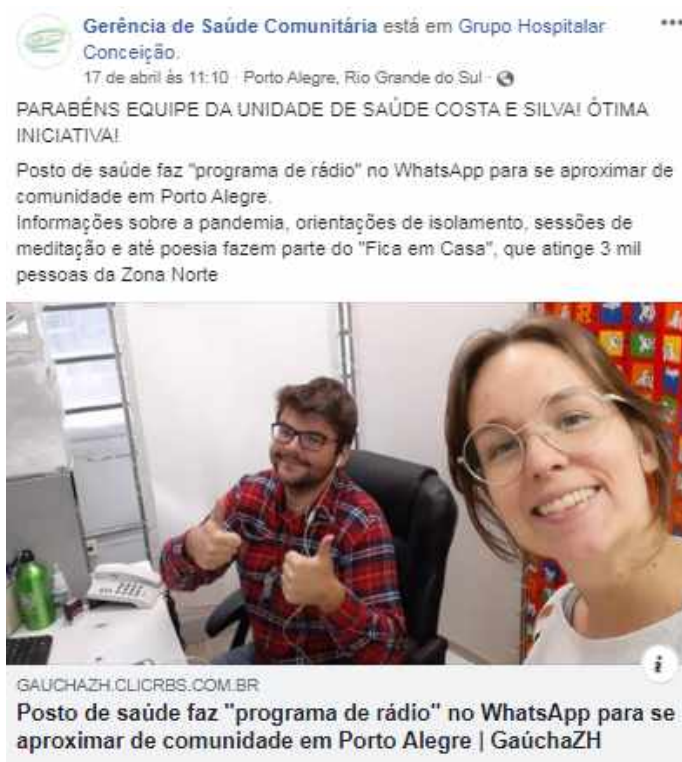 Gerência de Saúde Comunitária está em Grupo Hospitalar
Conceição.
17 de abril às 11:10 · Porto Alegre, Rio Grande do Sul ·
PARABÉNS EQUIPE DA UNIDADE DE SAÚDE COSTA E SILVA! ÓTIMA
INICIATIVA!
Posto de saúde faz "programa de rádio" no WhatsApp para se aproximar de
comunidade em Porto Alegre.
Informações sobre a pandemia, orientações de isolamento, sessões de
meditação e até poesia fazem parte do "Fica em Casa", que atinge 3 mil
pessoas da Zona Norte
GAUCHAZH.CLICRBS.COM.BR
Posto de saúde faz "programa de rádio" no WhatsApp para se
aproximar de comunidade em Porto Alegre | GaúchaZH